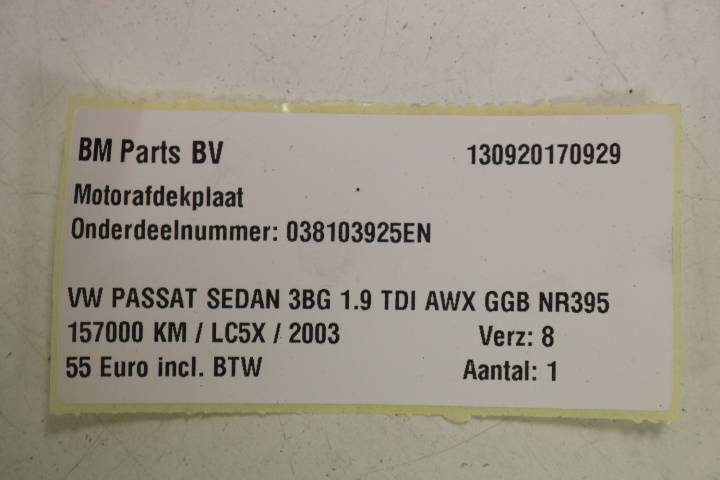 BM Parts BV 130920170929
Motorafdekplaat
Onderdeelnummer: 038103925EN
VW PASSAT SEDAN 3BG 1.9 TDI AWX GGB NR395
157000 KM / LC5X / 2003 Verz: 8
55 Euro incl. BTW Aantal: 1